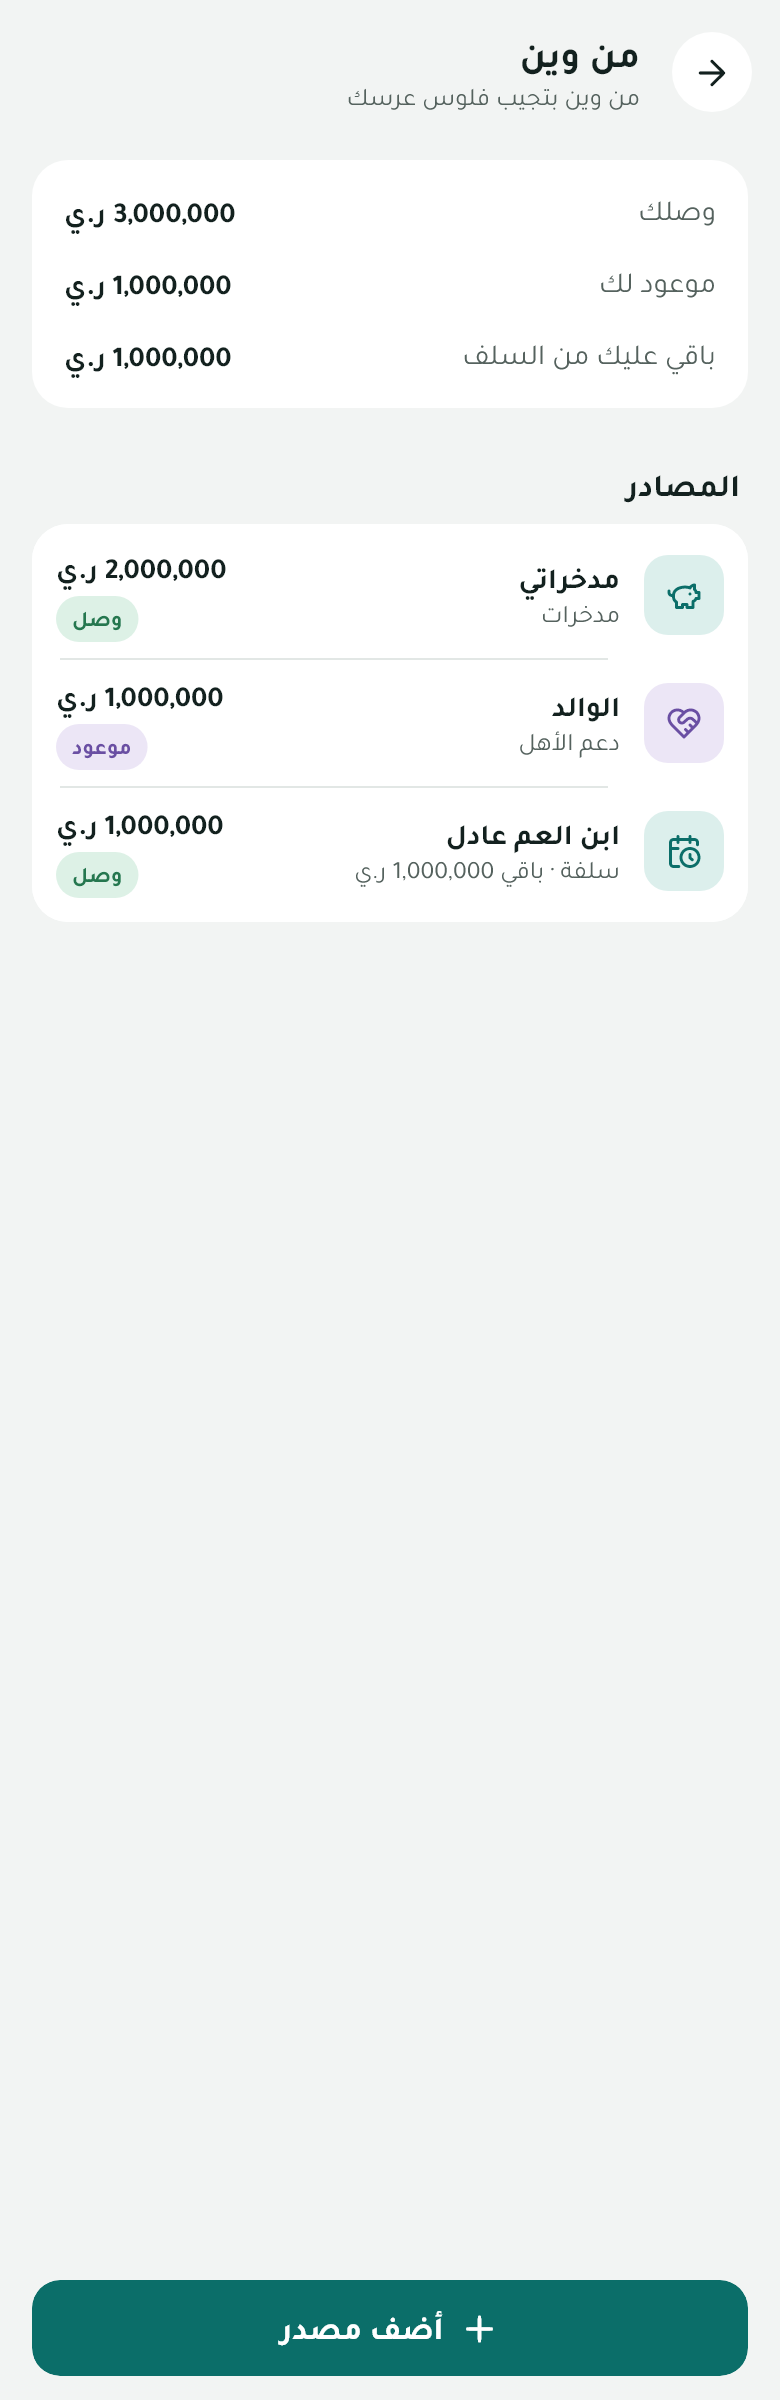 من وين
من وين بتجيب فلوس عرسك
وصلك 3,000,000 ر.ي
موعود لك 1,000,000 ر.ي
باقي عليك من السلف 1,000,000 ر.ي
المصادر
مدخراتي 2,000,000 ر.ي
مدخرات وصل
الوالد 1,000,000 ر.ي
دعم الأهل موعود
ابن العم عادل 1,000,000 ر.ي
سلفة · باقي 1,000,000 ر.ي وصل
أضف مصدر